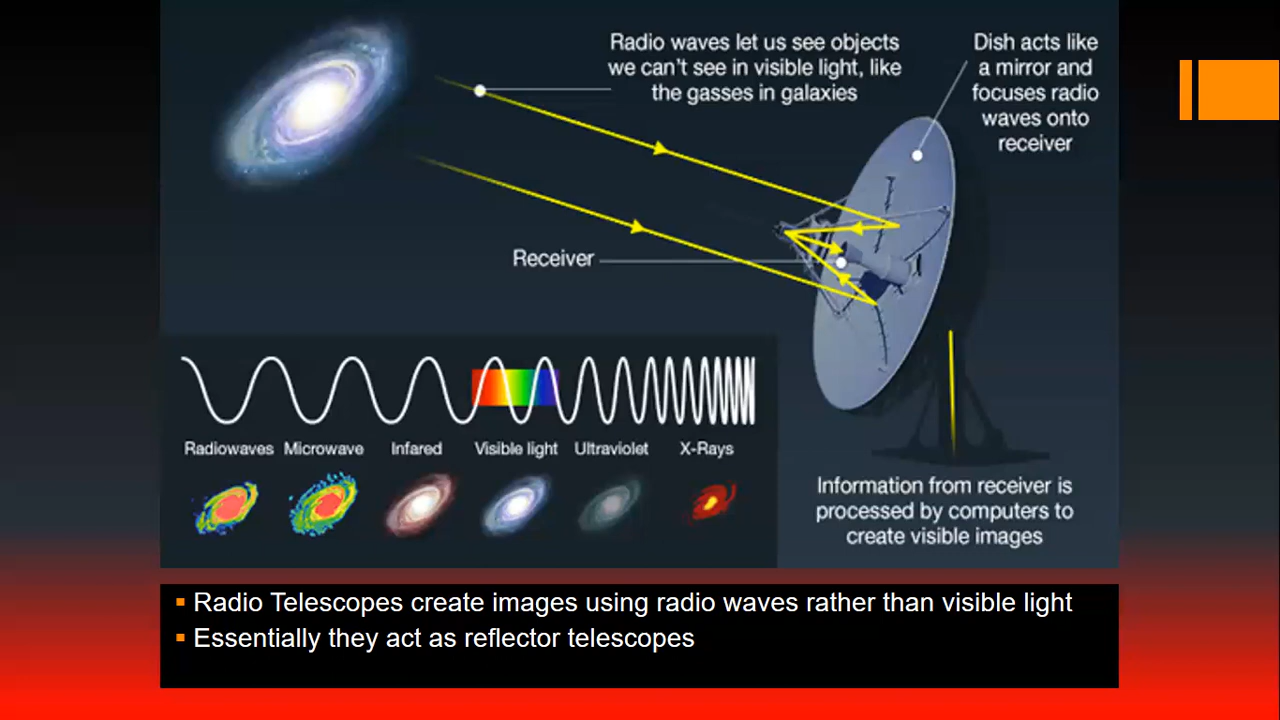 Radio waves let us see objects
we can't see in visible light, like
the gasses in galaxies
Dish acts like
a mirror and
focuses radio
waves onto
receiver
Receiver
Radiowaves Microwave Infared Visible light Ultraviolet X-Rays
Information from receiver is
processed by computers to
create visible images
▪ Radio Telescopes create images using radio waves rather than visible light
▪ Essentially they act as reflector telescopes